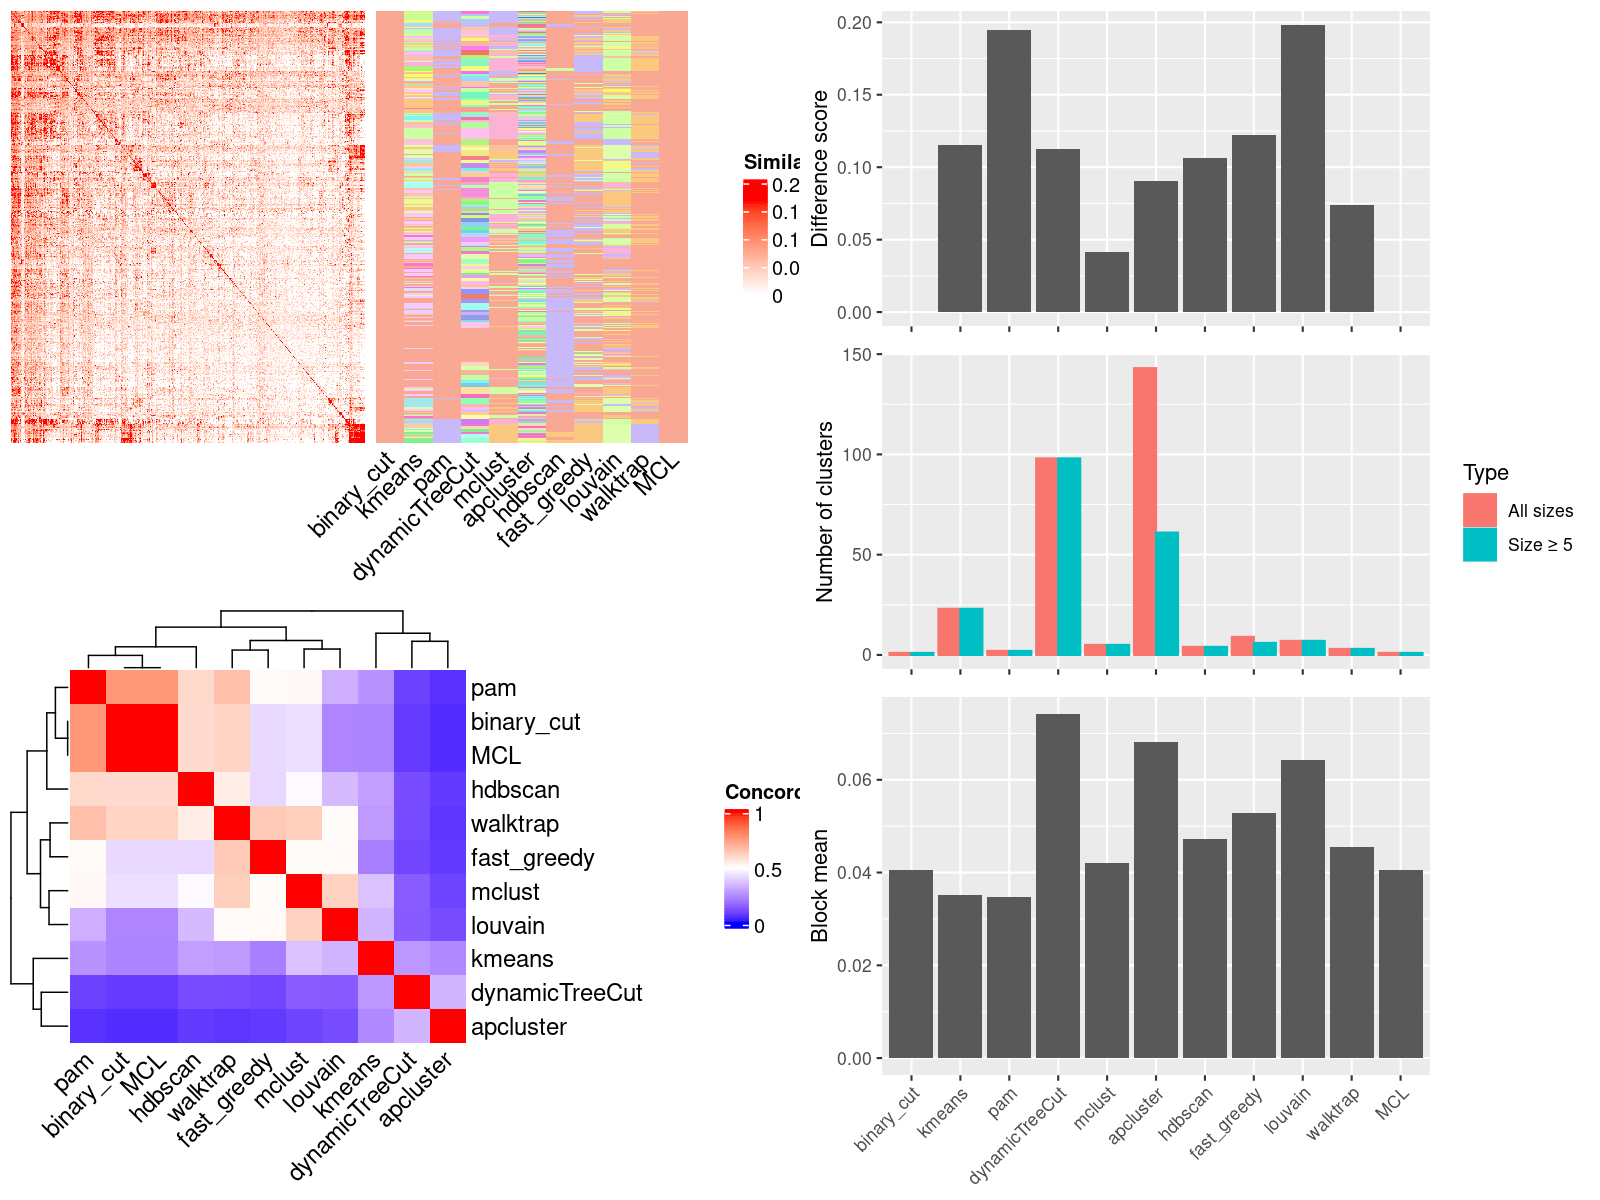 binary_cut
kmeans
pam
dynamicTreeCut
mclust
apcluster
hdbscan
fast_greedy
louvain
walktrap
MCL
Simila
0.2
0.1
0.1
0.0
0
pam
binary_cut
MCL
hdbscan
walktrap
fast_greedy
mclust
louvain
kmeans
dynamicTreeCut
apcluster
pam
binary_cut
MCL
hdbscan
walktrap
fast_greedy
mclust
louvain
kmeans
dynamicTreeCut
apcluster
Concord
1
0.5
0
Difference score
0.20
0.15
0.10
0.05
0.00
Number of clusters
150
100
50
0
Type
All sizes
Size ≥ 5
Block mean
0.06
0.04
0.02
0.00
binary_cut
kmeans
pam
dynamicTreeCut
mclust
apcluster
hdbscan
fast_greedy
louvain
walktrap
MCL